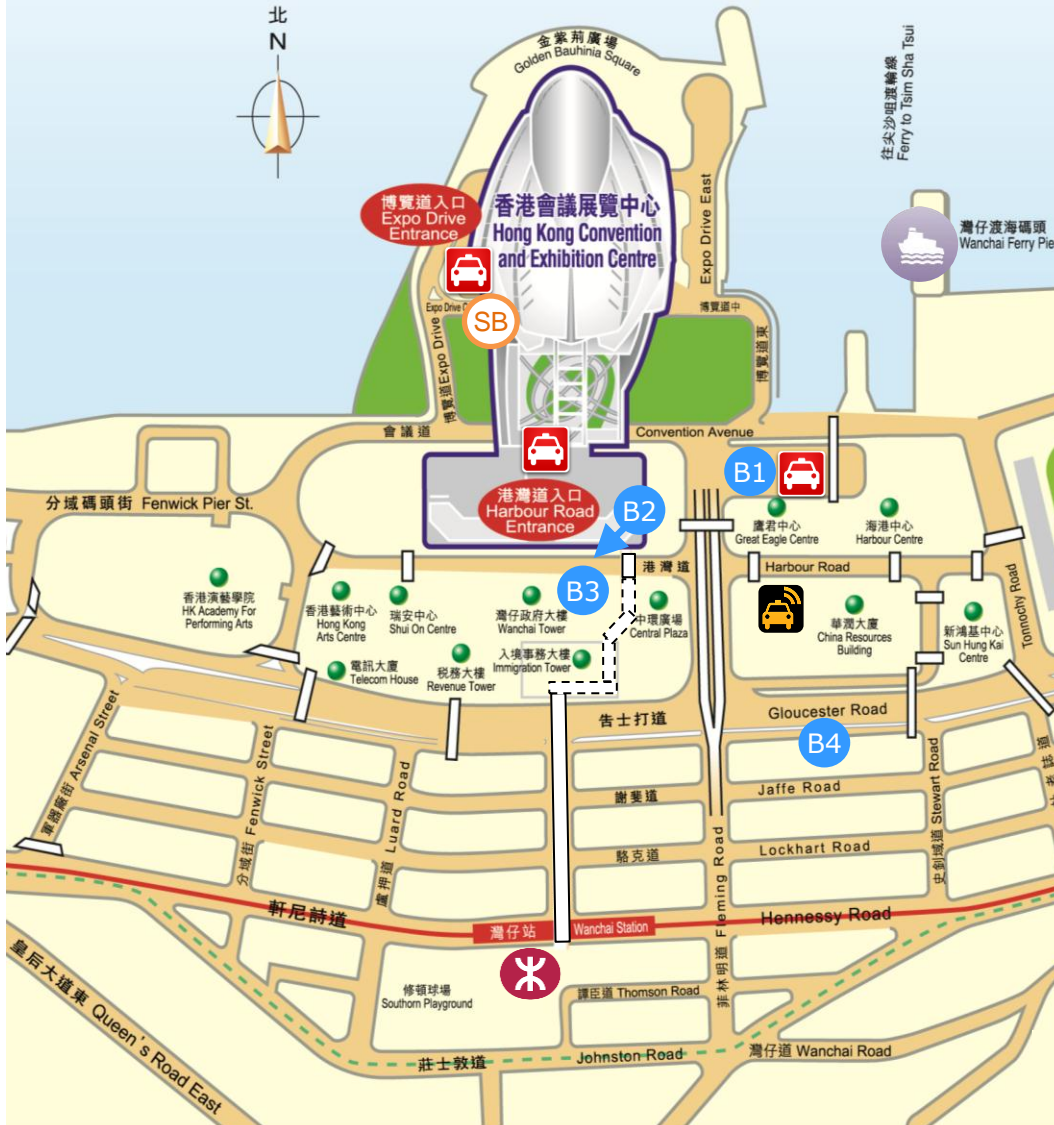 北
N
金紫荊廣場
Golden Bauhinia Square
往尖沙咀渡輪線
Ferry to Tsim Sha Tsui
博覽道入口
Expo Drive
Entrance
香港會議展覽中心
Hong Kong Convention
and Exhibition Centre
Expo Drive East
灣仔渡海碼頭
Wanchai Ferry Pie
Expo Drive
SB
博覽道中
博覽道Expo Drive
博覽道東
會議道
Convention Avenue
B1
分域碼頭街 Fenwick Pier St.
港灣道入口
Harbour Road
Entrance
B2
鷹君中心
Great Eagle Centre
海港中心
Harbour Centre
港灣道
Harbour Road
B3
香港演藝學院
HK Academy For
Performing Arts
香港藝術中心
Hong Kong
Arts Centre
瑞安中心
Shui On Centre
灣仔政府大樓
Wanchai Tower
中環廣場
Central Plaza
華潤大廈
China Resources
Building
新鴻基中心
Sun Hung Kai
Centre
Tonnochy Road
電訊大廈
Telecom House
税務大樓
Revenue Tower
入境事務大樓
Immigration Tower
告士打道
Gloucester Road
B4
軍器廠街 Arsenal Street
分域街 Fenwick Street
盧押道 Luard Road
謝斐道
Jaffe Road
史釗域道 Stewart Road
駱克道
Lockhart Road
菲林明道 Fleming Road
軒尼詩道
灣仔站
Wanchai Station
Hennessy Road
皇后大道東 Queen's Road East
修頓球場
Southorn Playground
譚臣道 Thomson Road
莊士敦道
Johnston Road
灣仔道 Wanchai Road